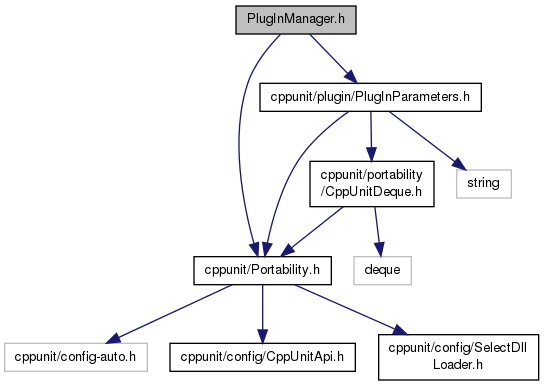 PlugInManager.h
cppunit/plugin/PlugInParameters.h
cppunit/portability
/CppUnitDeque.h
string
cppunit/Portability.h
deque
cppunit/config-auto.h
cppunit/config/CppUnitApi.h
cppunit/config/SelectDll
Loader.h